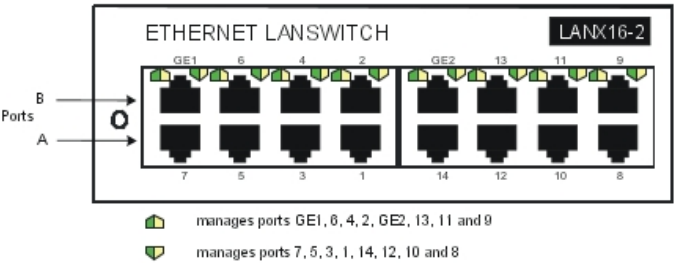 ETHERNET LANSWITCH LANX16-2
GE1 6 4 2 GE2 13 11 9
B
Ports
A
7 5 3 1 14 12 10 8
manages ports GE1, 6, 4, 2, GE2, 13, 11 and 9
manages ports 7, 5, 3, 1, 14, 12, 10 and 8